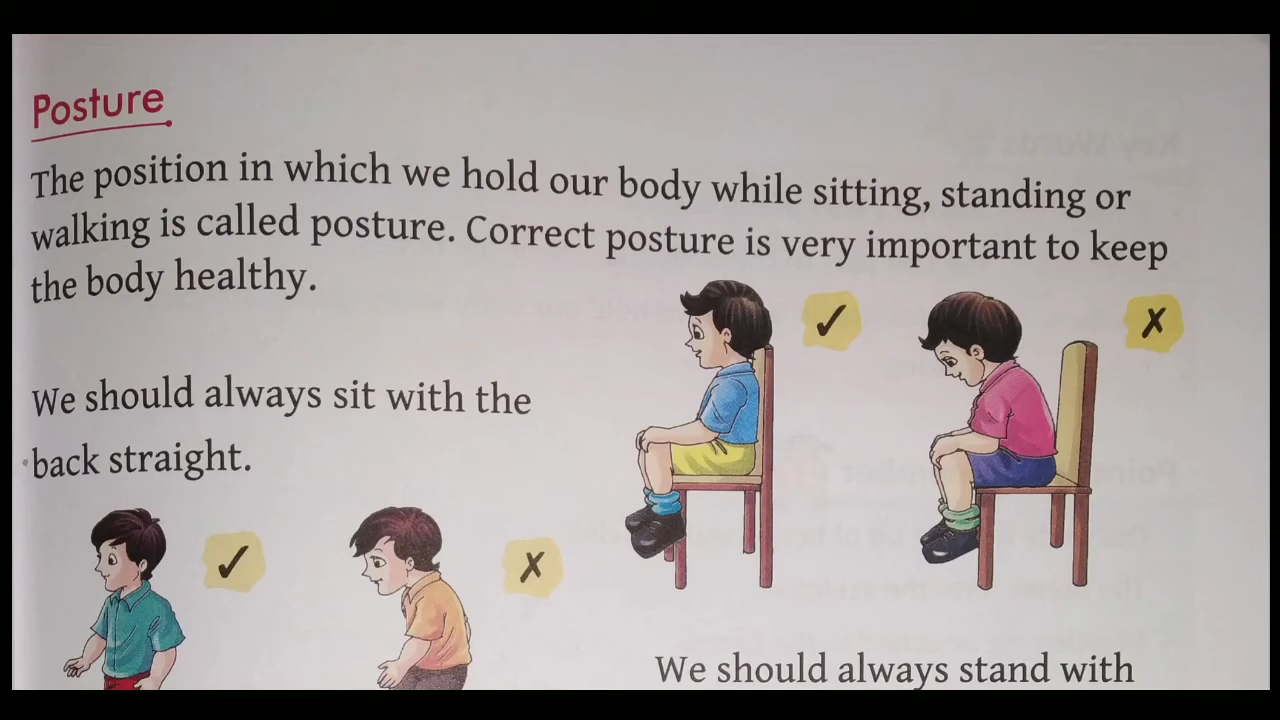 Posture
The position in which we hold our body while sitting, standing or
walking is called posture. Correct posture is very important to keep
the body healthy.
✓
✗
We should always sit with the
back straight.
✓
✗
We should always stand with